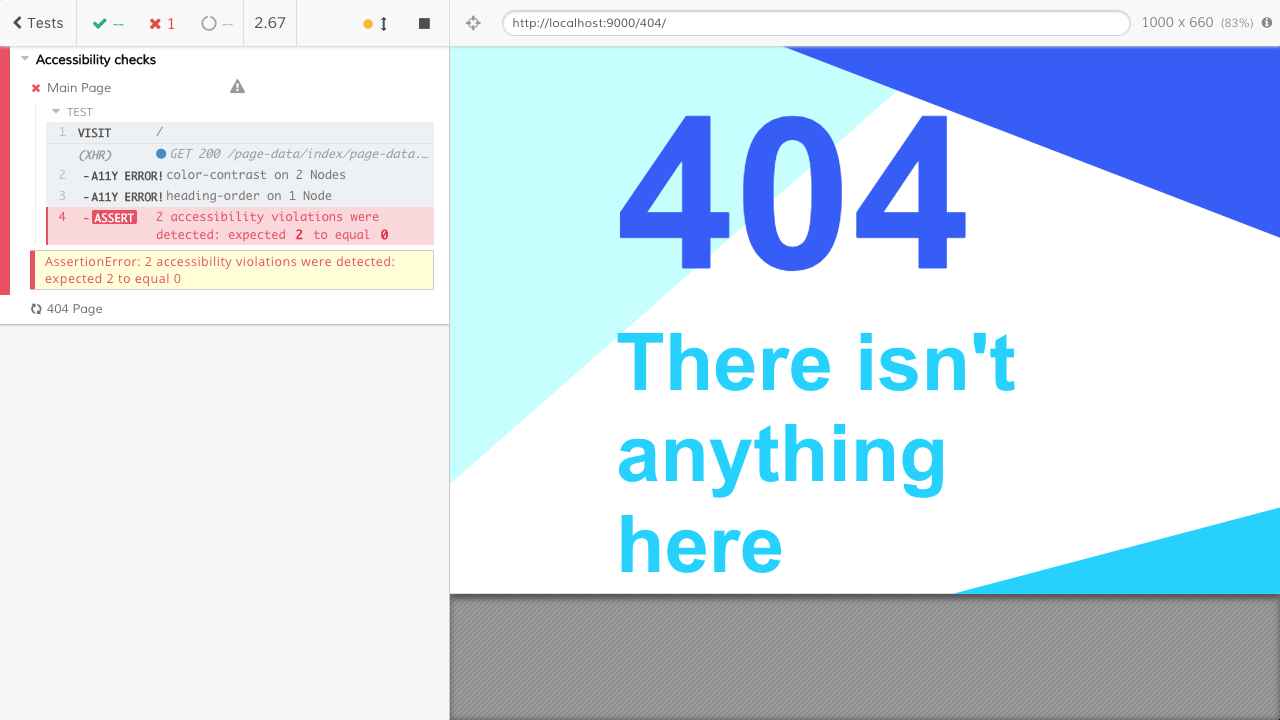 Tests -- 1 -- 2.67
http://localhost:9000/404/ 1000 x 660 (83%)
Accessibility checks
Main Page
TEST
1 VISIT /
(XHR) GET 200 /page-data/index/page-data.…
2 -A11Y ERROR! color-contrast on 2 Nodes
3 -A11Y ERROR! heading-order on 1 Node
4 -ASSERT 2 accessibility violations were
detected: expected 2 to equal 0
AssertionError: 2 accessibility violations were detected:
expected 2 to equal 0
404 Page
404
There isn't
anything
here